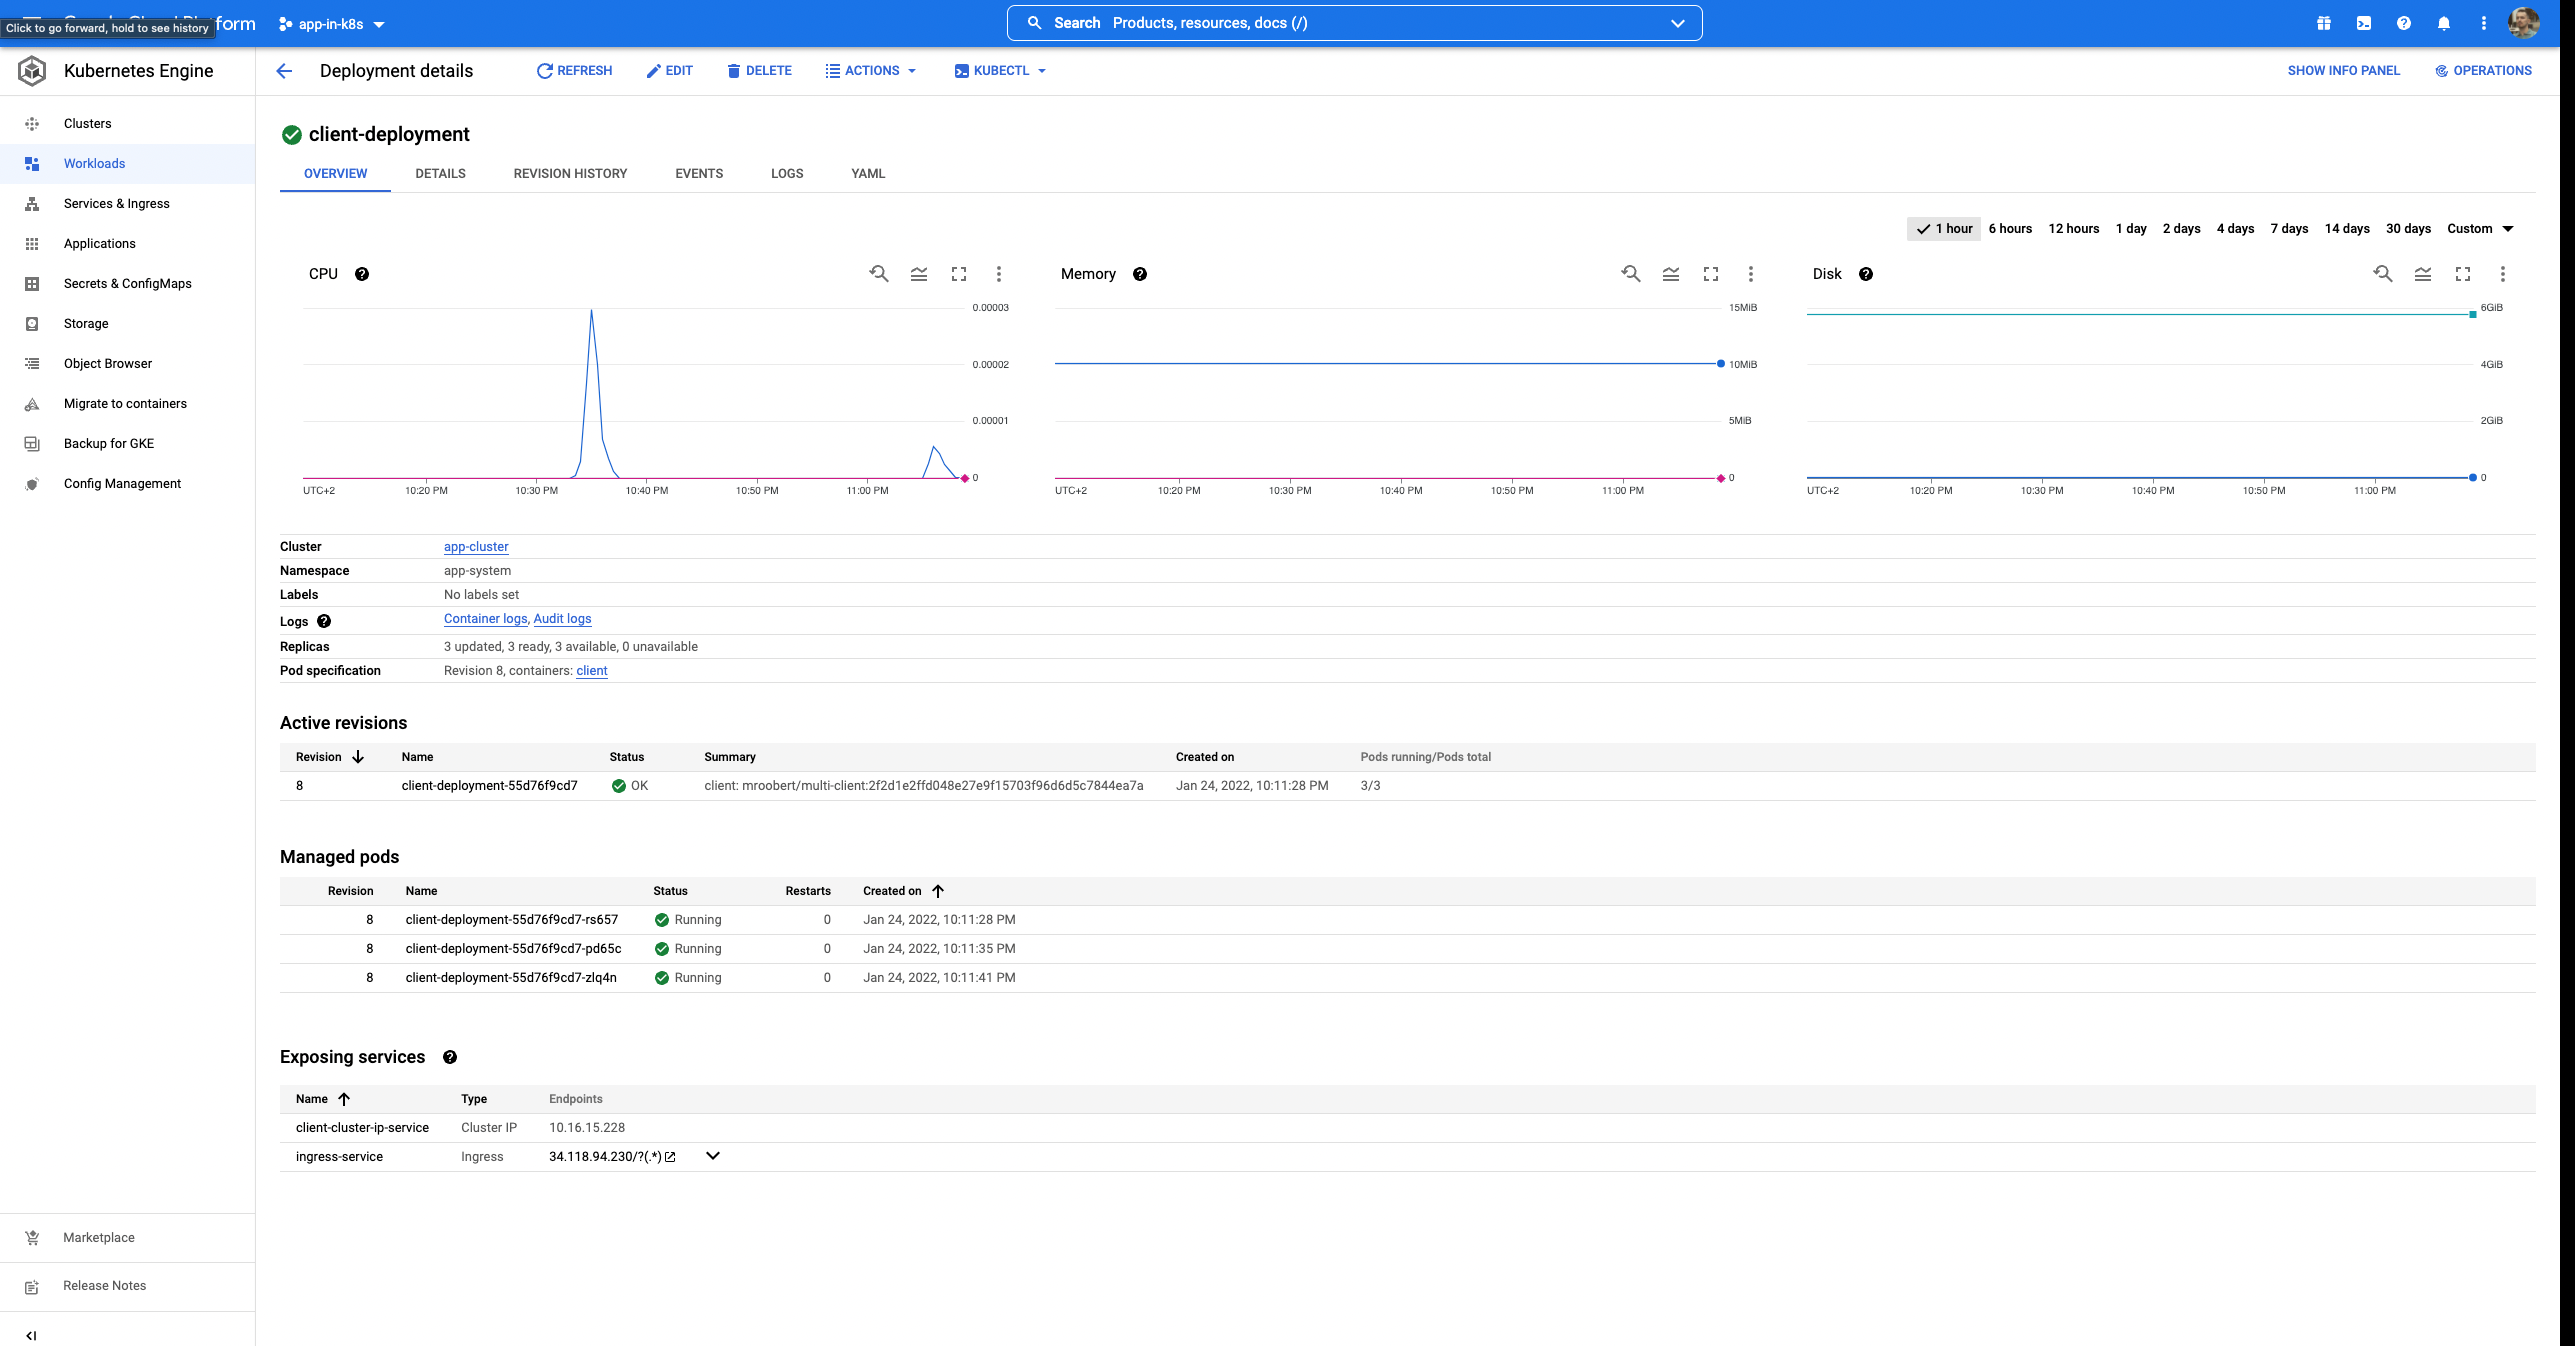 Click to go forward, hold to see history
form
app-in-k8s
Search Products, resources, docs (/)
Kubernetes Engine
Deployment details
REFRESH
EDIT
DELETE
ACTIONS
KUBECTL
SHOW INFO PANEL
OPERATIONS
Clusters
Workloads
Services & Ingress
Applications
Secrets & ConfigMaps
Storage
Object Browser
Migrate to containers
Backup for GKE
Config Management
Marketplace
Release Notes
client-deployment
OVERVIEW DETAILS REVISION HISTORY EVENTS LOGS YAML
1 hour 6 hours 12 hours 1 day 2 days 4 days 7 days 14 days 30 days Custom
CPU
0.00003
0.00002
0.00001
0
UTC+2 10:20 PM 10:30 PM 10:40 PM 10:50 PM 11:00 PM
Memory
15MiB
10MiB
5MiB
0
UTC+2 10:20 PM 10:30 PM 10:40 PM 10:50 PM 11:00 PM
Disk
6GiB
4GiB
2GiB
0
UTC+2 10:20 PM 10:30 PM 10:40 PM 10:50 PM 11:00 PM
Cluster app-cluster
Namespace app-system
Labels No labels set
Logs Container logs, Audit logs
Replicas 3 updated, 3 ready, 3 available, 0 unavailable
Pod specification Revision 8, containers: client
Active revisions
Revision Name Status Summary Created on Pods running/Pods total
8 client-deployment-55d76f9cd7 OK client: mroobert/multi-client:2f2d1e2ffd048e27e9f15703f96d6d5c7844ea7a Jan 24, 2022, 10:11:28 PM 3/3
Managed pods
Revision Name Status Restarts Created on
8 client-deployment-55d76f9cd7-rs657 Running 0 Jan 24, 2022, 10:11:28 PM
8 client-deployment-55d76f9cd7-pd65c Running 0 Jan 24, 2022, 10:11:35 PM
8 client-deployment-55d76f9cd7-zlq4n Running 0 Jan 24, 2022, 10:11:41 PM
Exposing services
Name Type Endpoints
client-cluster-ip-service Cluster IP 10.16.15.228
ingress-service Ingress 34.118.94.230/?(.*)